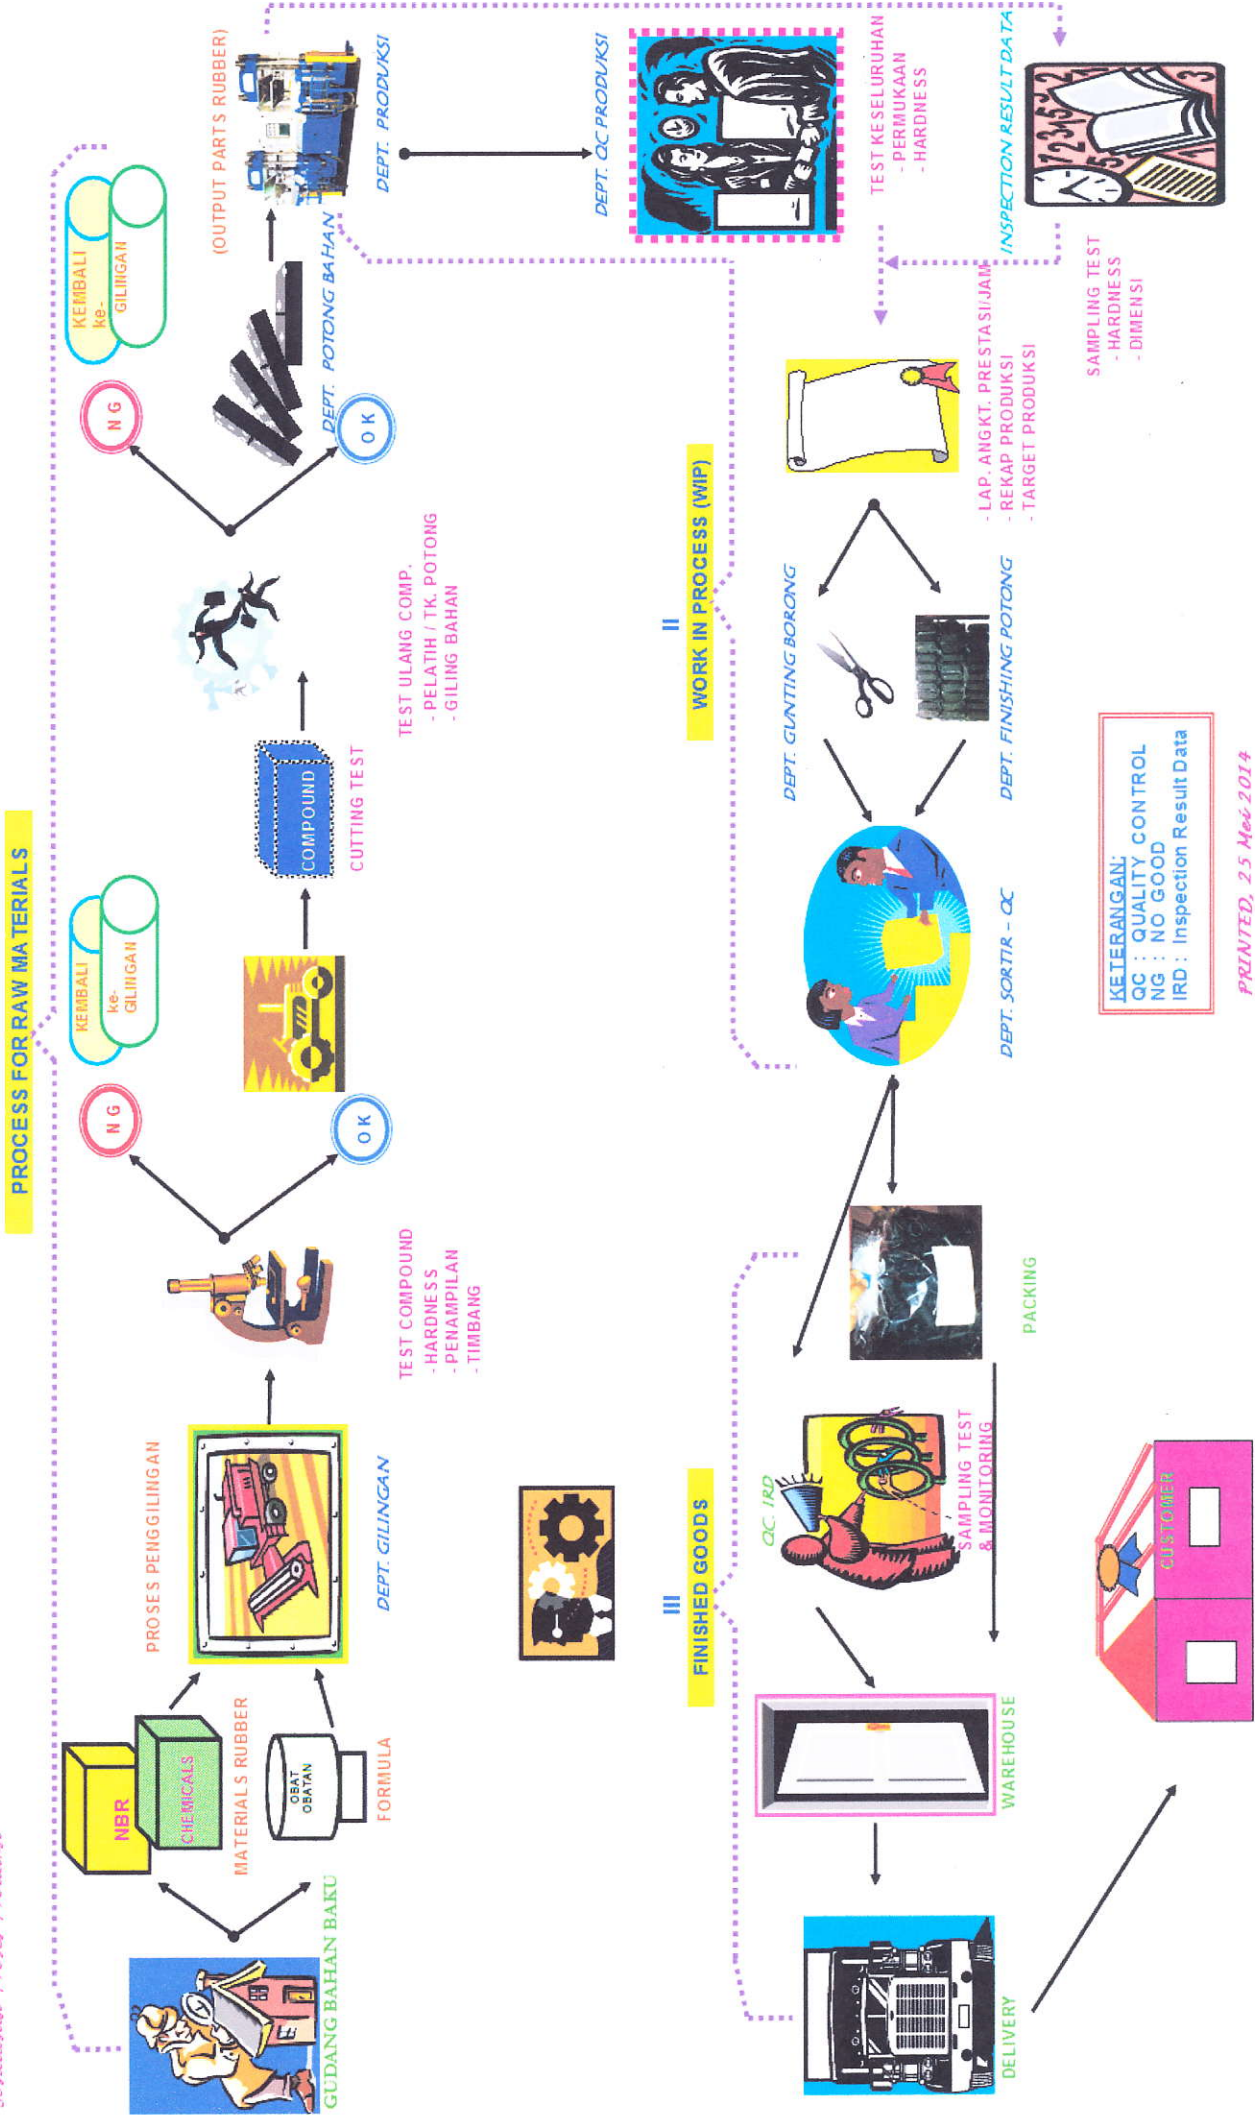 PROCESS FOR RAW MATERIALS
GUDANG BAHAN BAKU
NBR
CHEMICALS
MATERIALS RUBBER
OBAT
OBATAN
FORMULA
PROSES PENGGILINGAN
DEPT. GILINGAN
TEST COMPOUND
- HARDNESS
- PENAMPILAN
- TIMBANG
NG
OK
KEMBALI
ke-
GILINGAN
COMPOUND
CUTTING TEST
TEST ULANG COMP.
- PELATIH / TK. POTONG
- GILING BAHAN
NG
OK
KEMBALI
ke-
GILINGAN
DEPT. POTONG BAHAN
(OUTPUT PARTS RUBBER)
DEPT. PRODUKSI
DEPT. QC PRODUKSI
TEST KESELURUHAN
- PERMUKAAN
- HARDNESS
INSPECTION RESULT DATA
SAMPLING TEST
- HARDNESS
- DIMENSI
II
WORK IN PROCESS (WIP)
- LAP. ANGKT. PRESTASI/JAM
- REKAP PRODUKSI
- TARGET PRODUKSI
DEPT. GUNTING BORONG
DEPT. FINISHING POTONG
DEPT. SORTIR - QC
III
FINISHED GOODS
PACKING
QC. IRD
SAMPLING TEST
& MONITORING
WAREHOUSE
DELIVERY
CUSTOMER
KETERANGAN:
QC : QUALITY CONTROL
NG : NO GOOD
IRD : Inspection Result Data
PRINTED, 25 Mei 2014